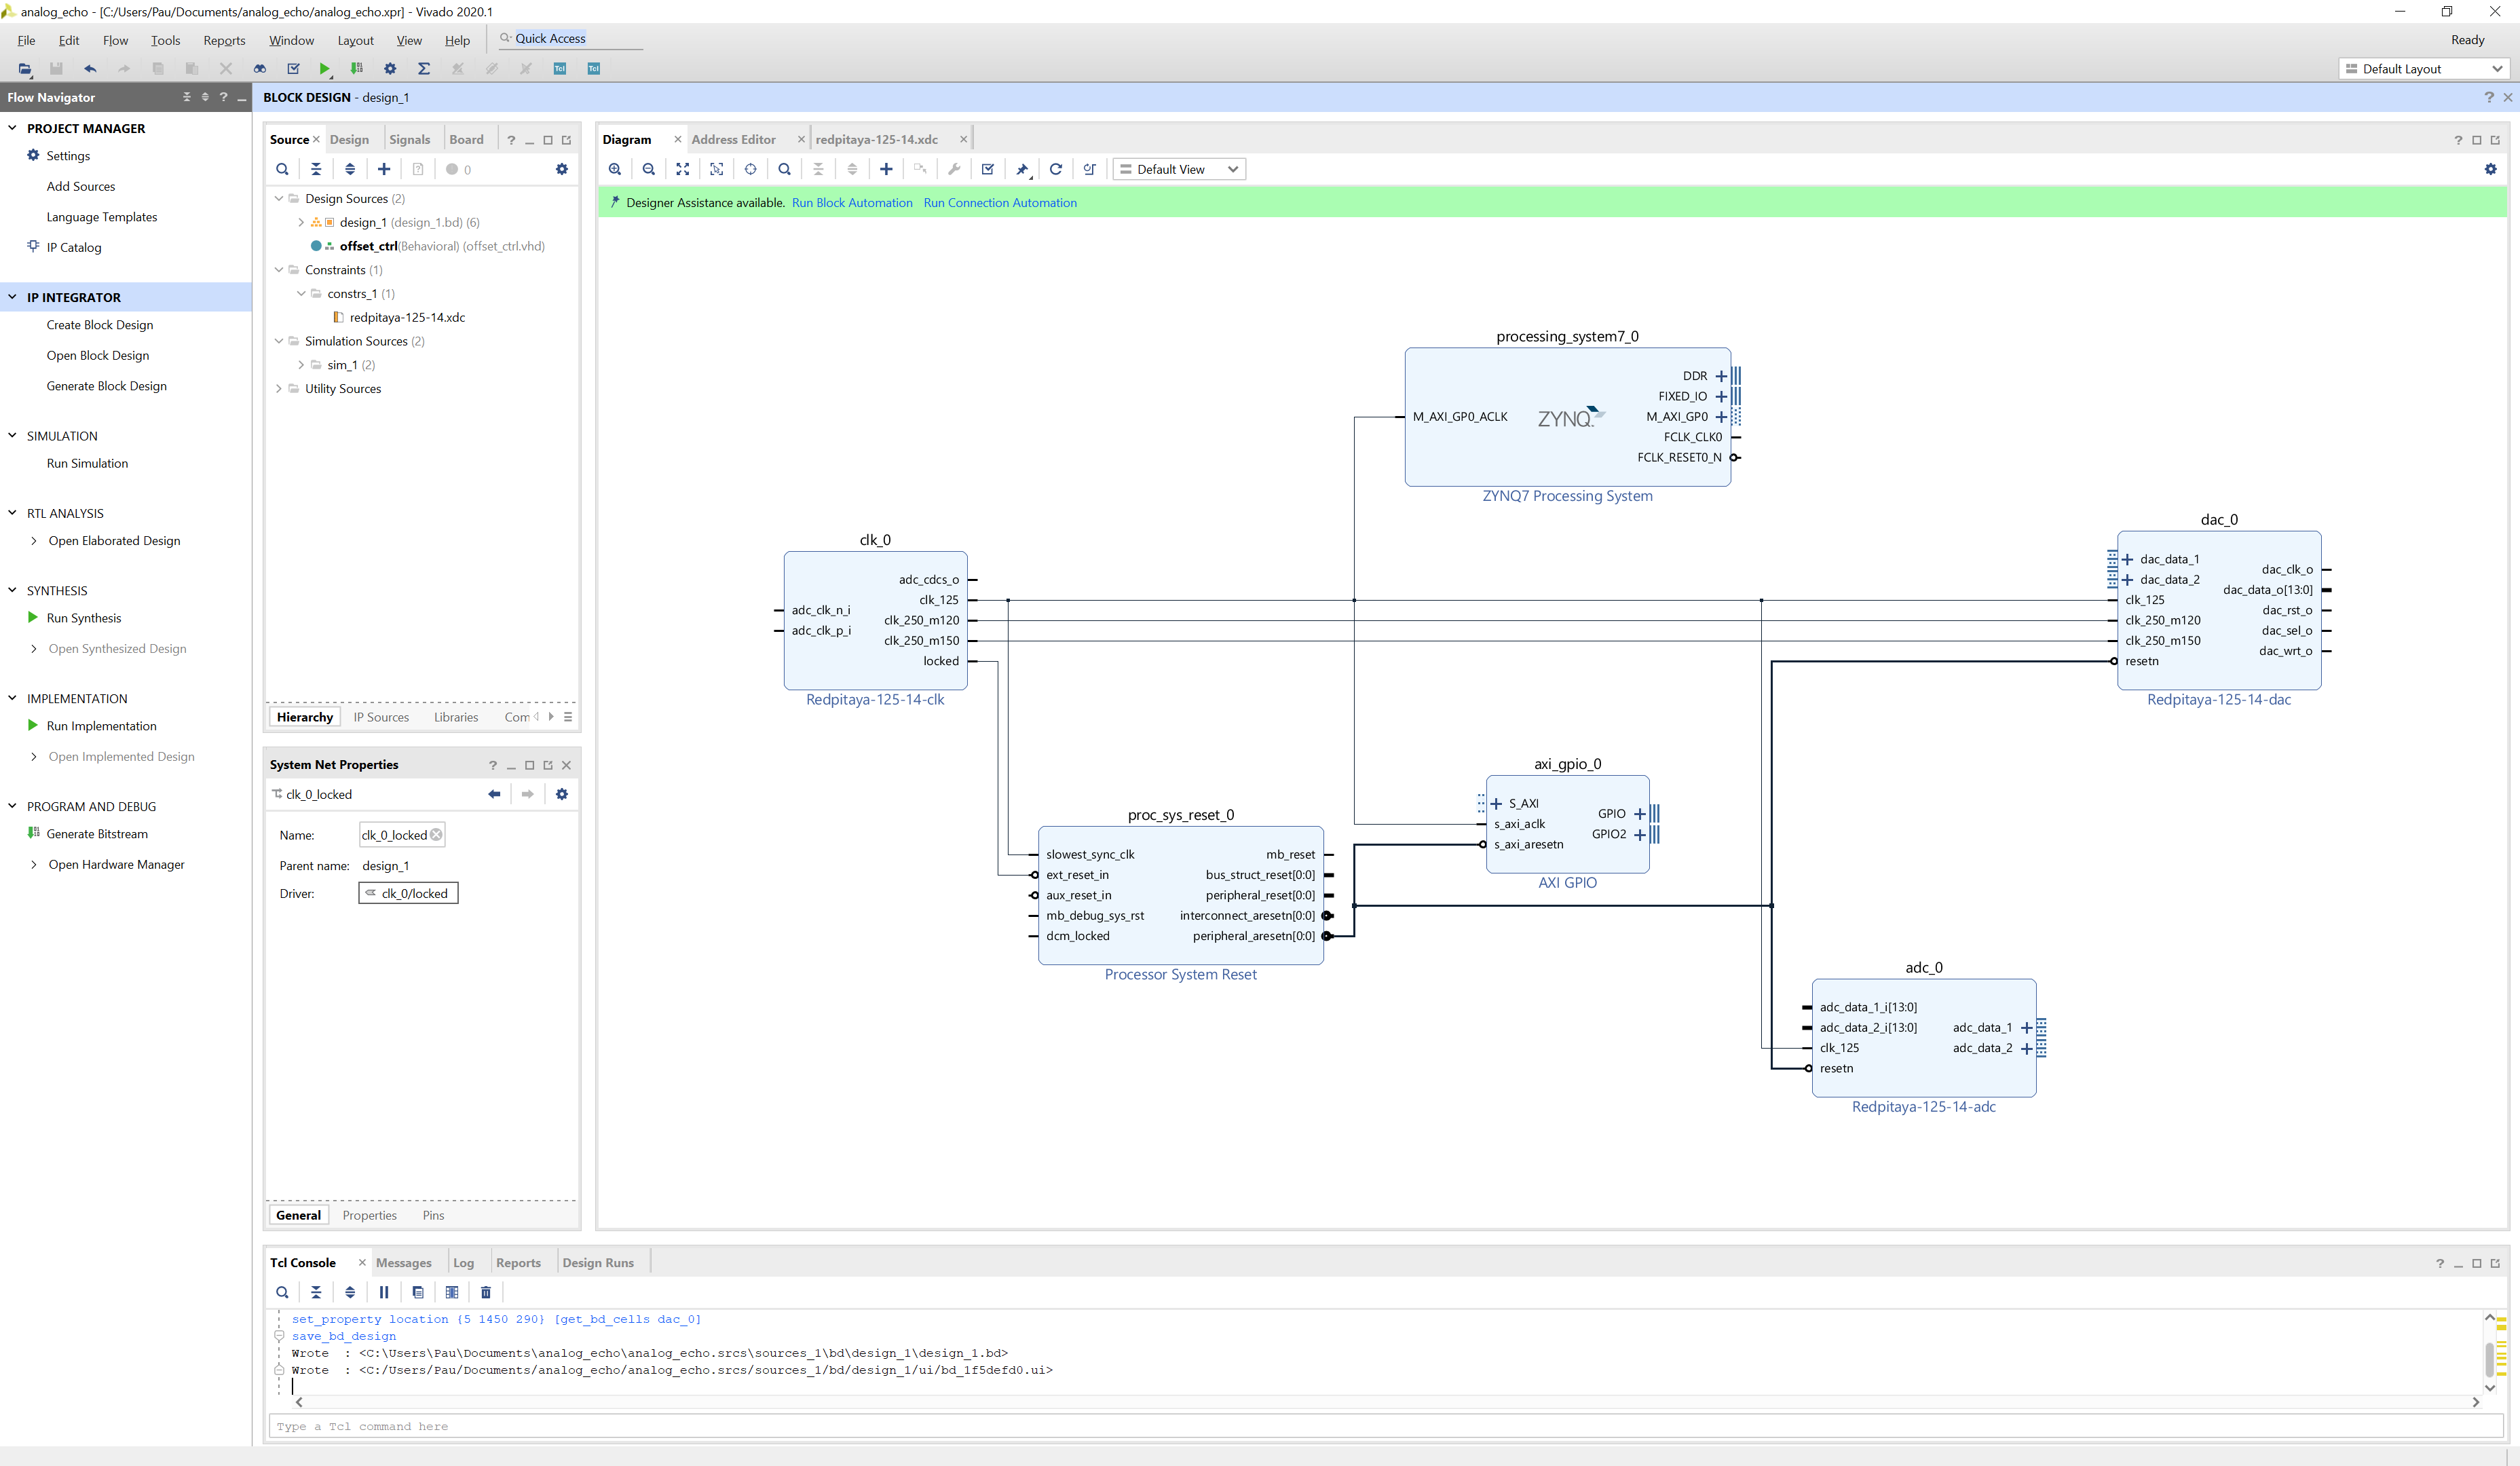 analog_echo - [C:/Users/Pau/Documents/analog_echo/analog_echo.xpr] - Vivado 2020.1
File Edit Flow Tools Reports Window Layout View Help Quick Access
Ready
Default Layout
Flow Navigator
PROJECT MANAGER
Settings
Add Sources
Language Templates
IP Catalog
IP INTEGRATOR
Create Block Design
Open Block Design
Generate Block Design
SIMULATION
Run Simulation
RTL ANALYSIS
Open Elaborated Design
SYNTHESIS
Run Synthesis
Open Synthesized Design
IMPLEMENTATION
Run Implementation
Open Implemented Design
PROGRAM AND DEBUG
Generate Bitstream
Open Hardware Manager
BLOCK DESIGN - design_1
Source Design Signals Board
0
Design Sources (2)
design_1 (design_1.bd) (6)
offset_ctrl(Behavioral) (offset_ctrl.vhd)
Constraints (1)
constrs_1 (1)
redpitaya-125-14.xdc
Simulation Sources (2)
sim_1 (2)
Utility Sources
Hierarchy IP Sources Libraries Com
System Net Properties
clk_0_locked
Name: clk_0_locked
Parent name: design_1
Driver: clk_0/locked
General Properties Pins
Diagram Address Editor redpitaya-125-14.xdc
Default View
Designer Assistance available. Run Block Automation Run Connection Automation
processing_system7_0
DDR
FIXED_IO
M_AXI_GP0_ACLK ZYNQ. M_AXI_GP0
FCLK_CLK0
FCLK_RESET0_N
ZYNQ7 Processing System
clk_0
adc_cdcs_o
clk_125
adc_clk_n_i
clk_250_m120
adc_clk_p_i
clk_250_m150
locked
Redpitaya-125-14-clk
dac_0
dac_data_1
dac_clk_o
dac_data_2
dac_data_o[13:0]
clk_125
dac_rst_o
clk_250_m120
dac_sel_o
clk_250_m150
dac_wrt_o
resetn
Redpitaya-125-14-dac
axi_gpio_0
S_AXI
GPIO
s_axi_aclk
GPIO2
s_axi_aresetn
AXI GPIO
proc_sys_reset_0
slowest_sync_clk mb_reset
ext_reset_in bus_struct_reset[0:0]
aux_reset_in peripheral_reset[0:0]
mb_debug_sys_rst interconnect_aresetn[0:0]
dcm_locked peripheral_aresetn[0:0]
Processor System Reset
adc_0
adc_data_1_i[13:0]
adc_data_2_i[13:0] adc_data_1
clk_125 adc_data_2
resetn
Redpitaya-125-14-adc
Tcl Console Messages Log Reports Design Runs
set_property location {5 1450 290} [get_bd_cells dac_0]
save_bd_design
Wrote : <C:\Users\Pau\Documents\analog_echo\analog_echo.srcs\sources_1\bd\design_1\design_1.bd>
Wrote : <C:/Users/Pau/Documents/analog_echo/analog_echo.srcs/sources_1/bd/design_1/ui/bd_1f5defd0.ui>
Type a Tcl command here